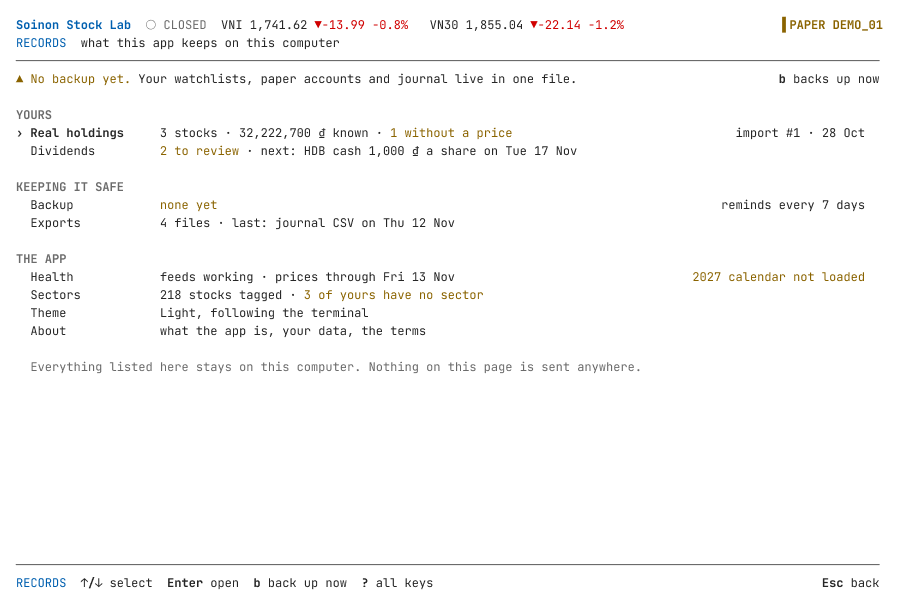 Soinon Stock Lab ○ CLOSED VNI 1,741.62 ▼-13.99 -0.8% VN30 1,855.04 ▼-22.14 -1.2% PAPER DEMO_01
RECORDS what this app keeps on this computer
▲ No backup yet. Your watchlists, paper accounts and journal live in one file. b backs up now
YOURS
› Real holdings 3 stocks · 32,222,700 ₫ known · 1 without a price import #1 · 28 Oct
Dividends 2 to review · next: HDB cash 1,000 ₫ a share on Tue 17 Nov
KEEPING IT SAFE
Backup none yet reminds every 7 days
Exports 4 files · last: journal CSV on Thu 12 Nov
THE APP
Health feeds working · prices through Fri 13 Nov 2027 calendar not loaded
Sectors 218 stocks tagged · 3 of yours have no sector
Theme Light, following the terminal
About what the app is, your data, the terms
Everything listed here stays on this computer. Nothing on this page is sent anywhere.
RECORDS ↑/↓ select Enter open b back up now ? all keys Esc back